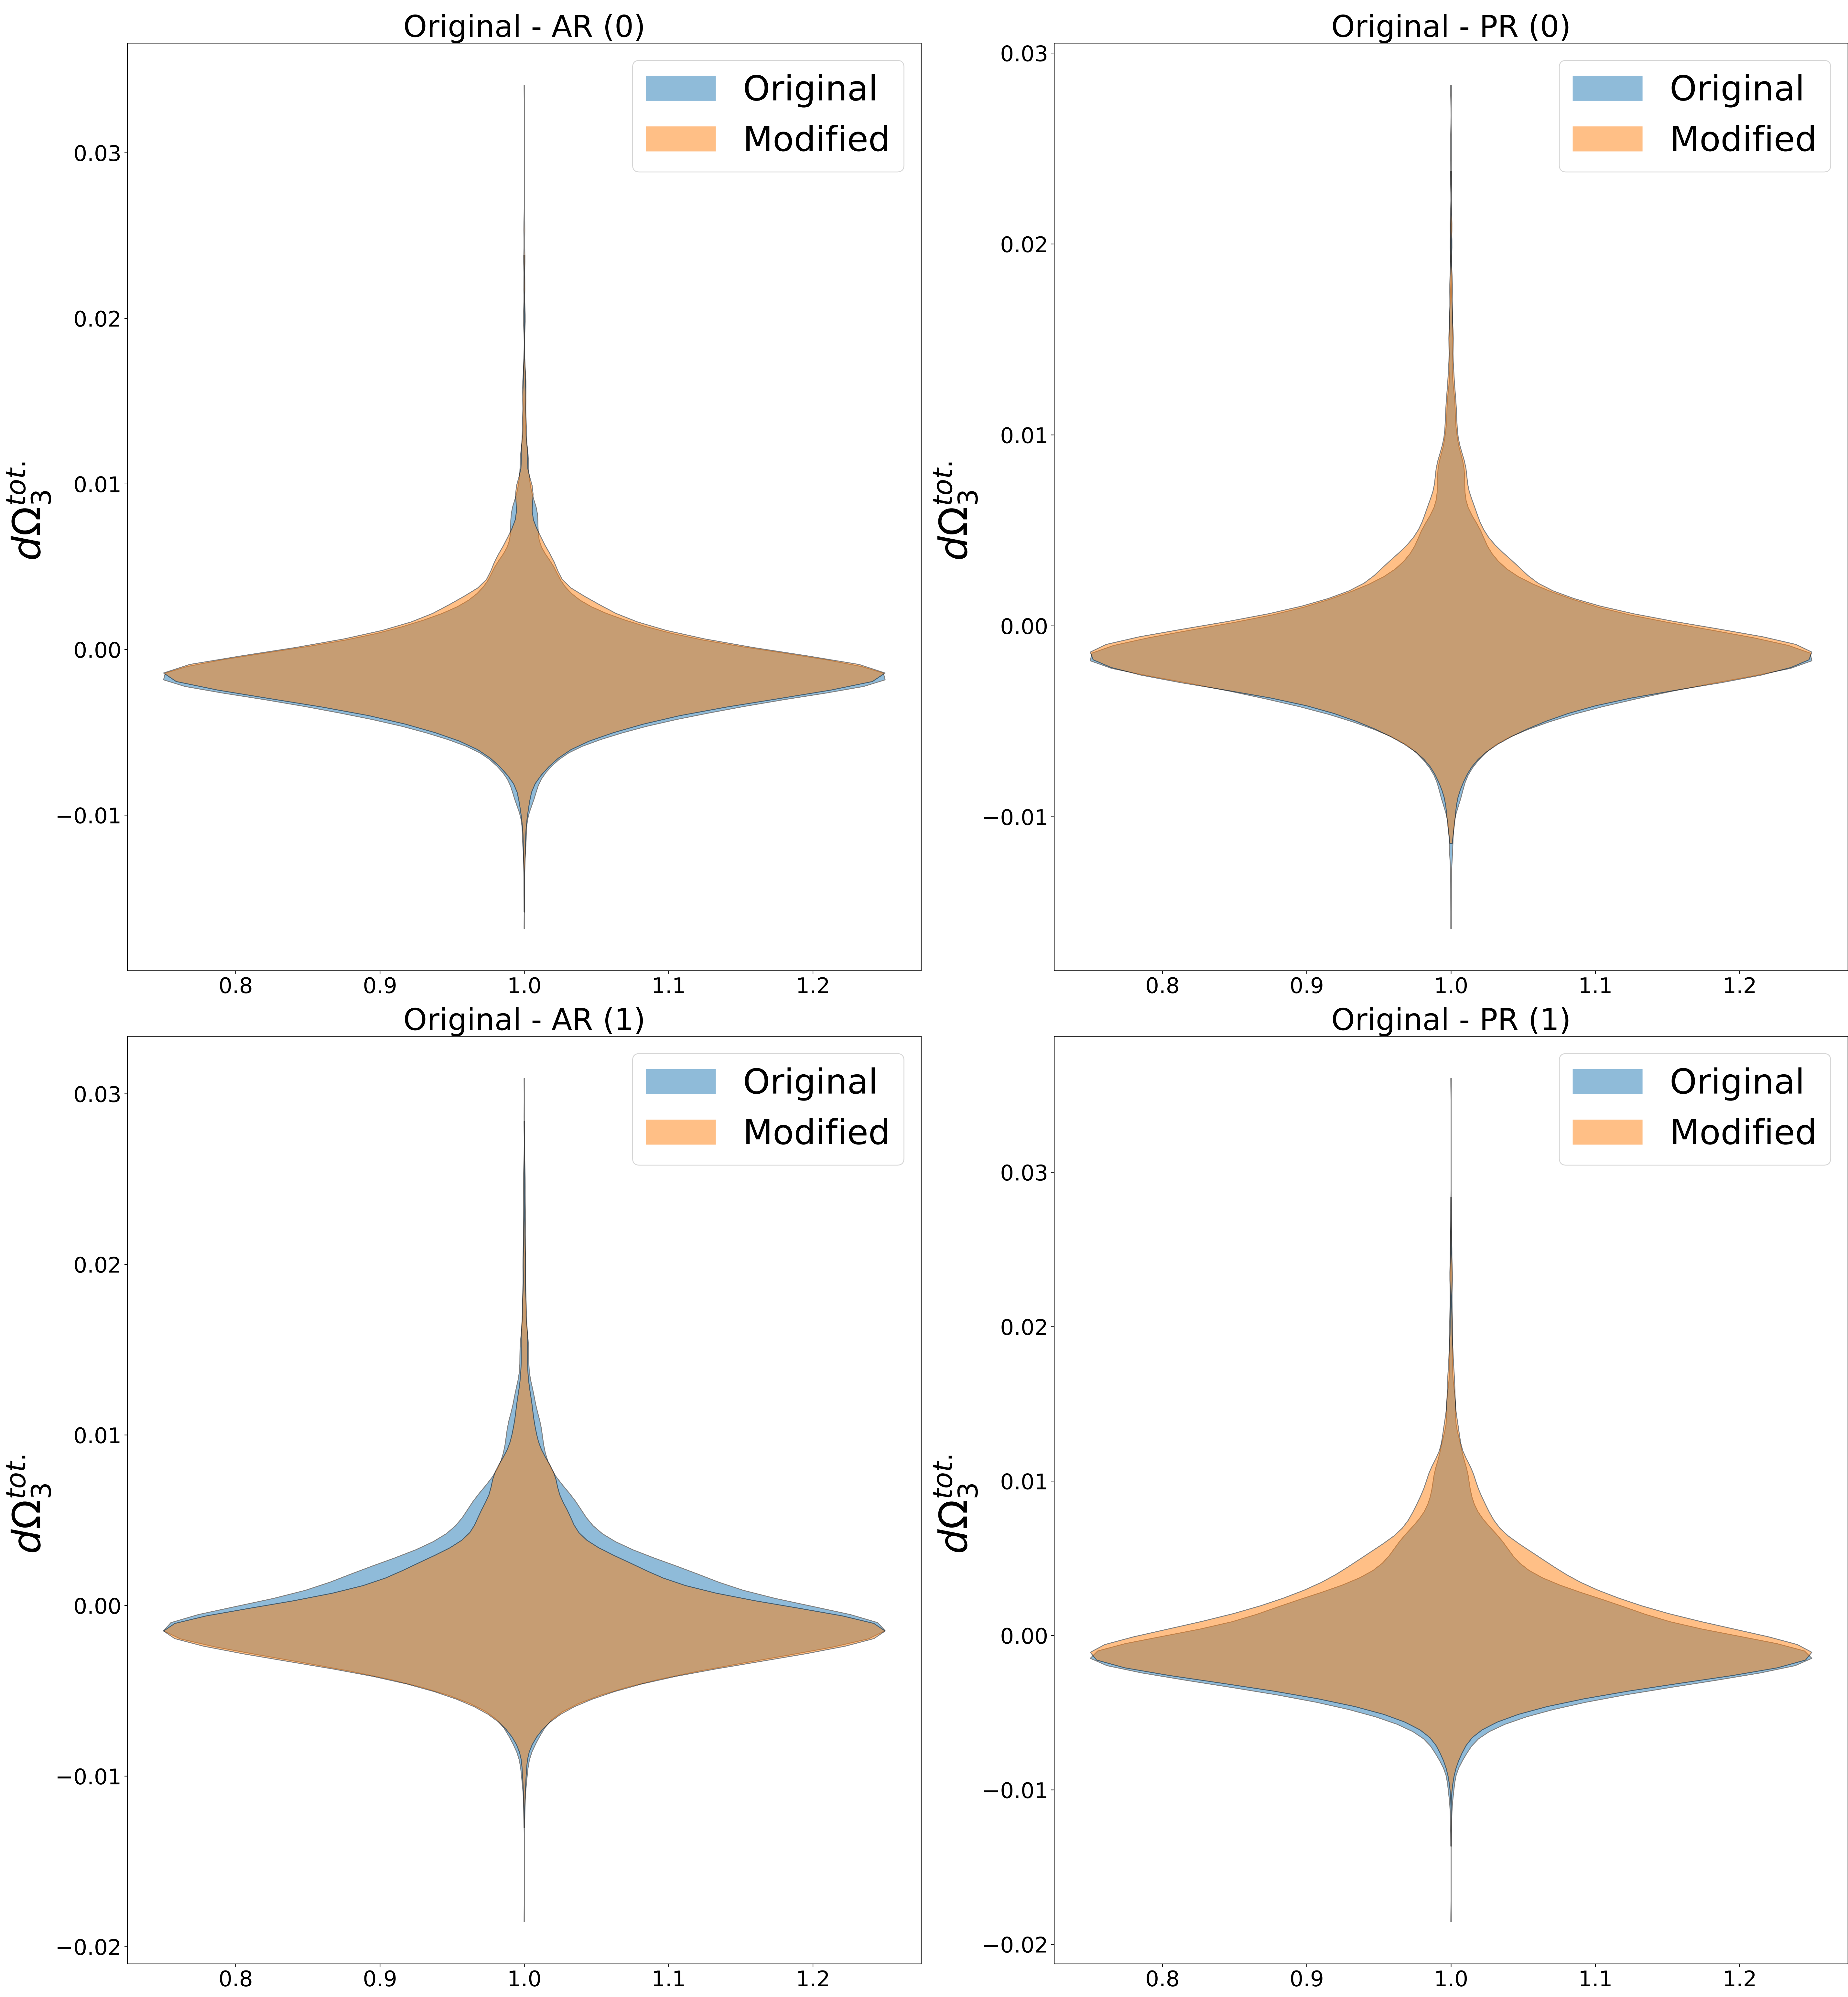 Original - AR (0)
Original
Modified
0.03
0.02
0.01
0.00
−0.01
dΩ₃ᵗᵒᵗ·
0.8 0.9 1.0 1.1 1.2
Original - PR (0)
Original
Modified
0.03
0.02
0.01
0.00
−0.01
dΩ₃ᵗᵒᵗ·
0.8 0.9 1.0 1.1 1.2
Original - AR (1)
Original
Modified
0.03
0.02
0.01
0.00
−0.01
−0.02
dΩ₃ᵗᵒᵗ·
0.8 0.9 1.0 1.1 1.2
Original - PR (1)
Original
Modified
0.03
0.02
0.01
0.00
−0.01
−0.02
dΩ₃ᵗᵒᵗ·
0.8 0.9 1.0 1.1 1.2